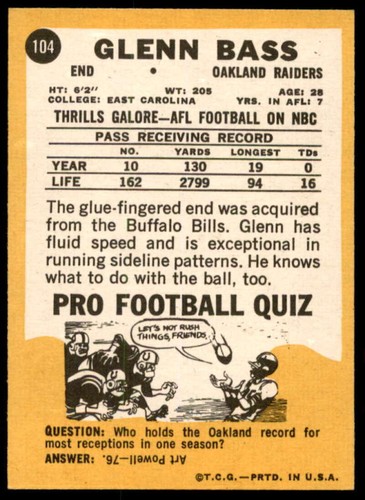 104
GLENN BASS
END • OAKLAND RAIDERS
HT: 6'2" WT: 205 AGE: 28
COLLEGE: EAST CAROLINA YRS. IN AFL: 7
THRILLS GALORE—AFL FOOTBALL ON NBC
PASS RECEIVING RECORD
NO. YARDS LONGEST TDs
YEAR 10 130 19 0
LIFE 162 2799 94 16
The glue-fingered end was acquired
from the Buffalo Bills. Glenn has
fluid speed and is exceptional in
running sideline patterns. He knows
what to do with the ball, too.
PRO FOOTBALL QUIZ
LET'S NOT RUSH
THINGS, FRIENDS.
QUESTION: Who holds the Oakland record for
most receptions in one season?
ANSWER: Art Powell—76.
©T.C.G.—PRTD. IN U.S.A.